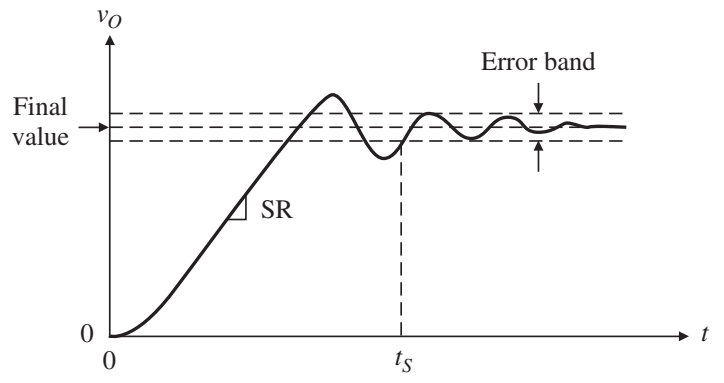 v_O
Error band
Final
value
SR
0
0
t_S
t